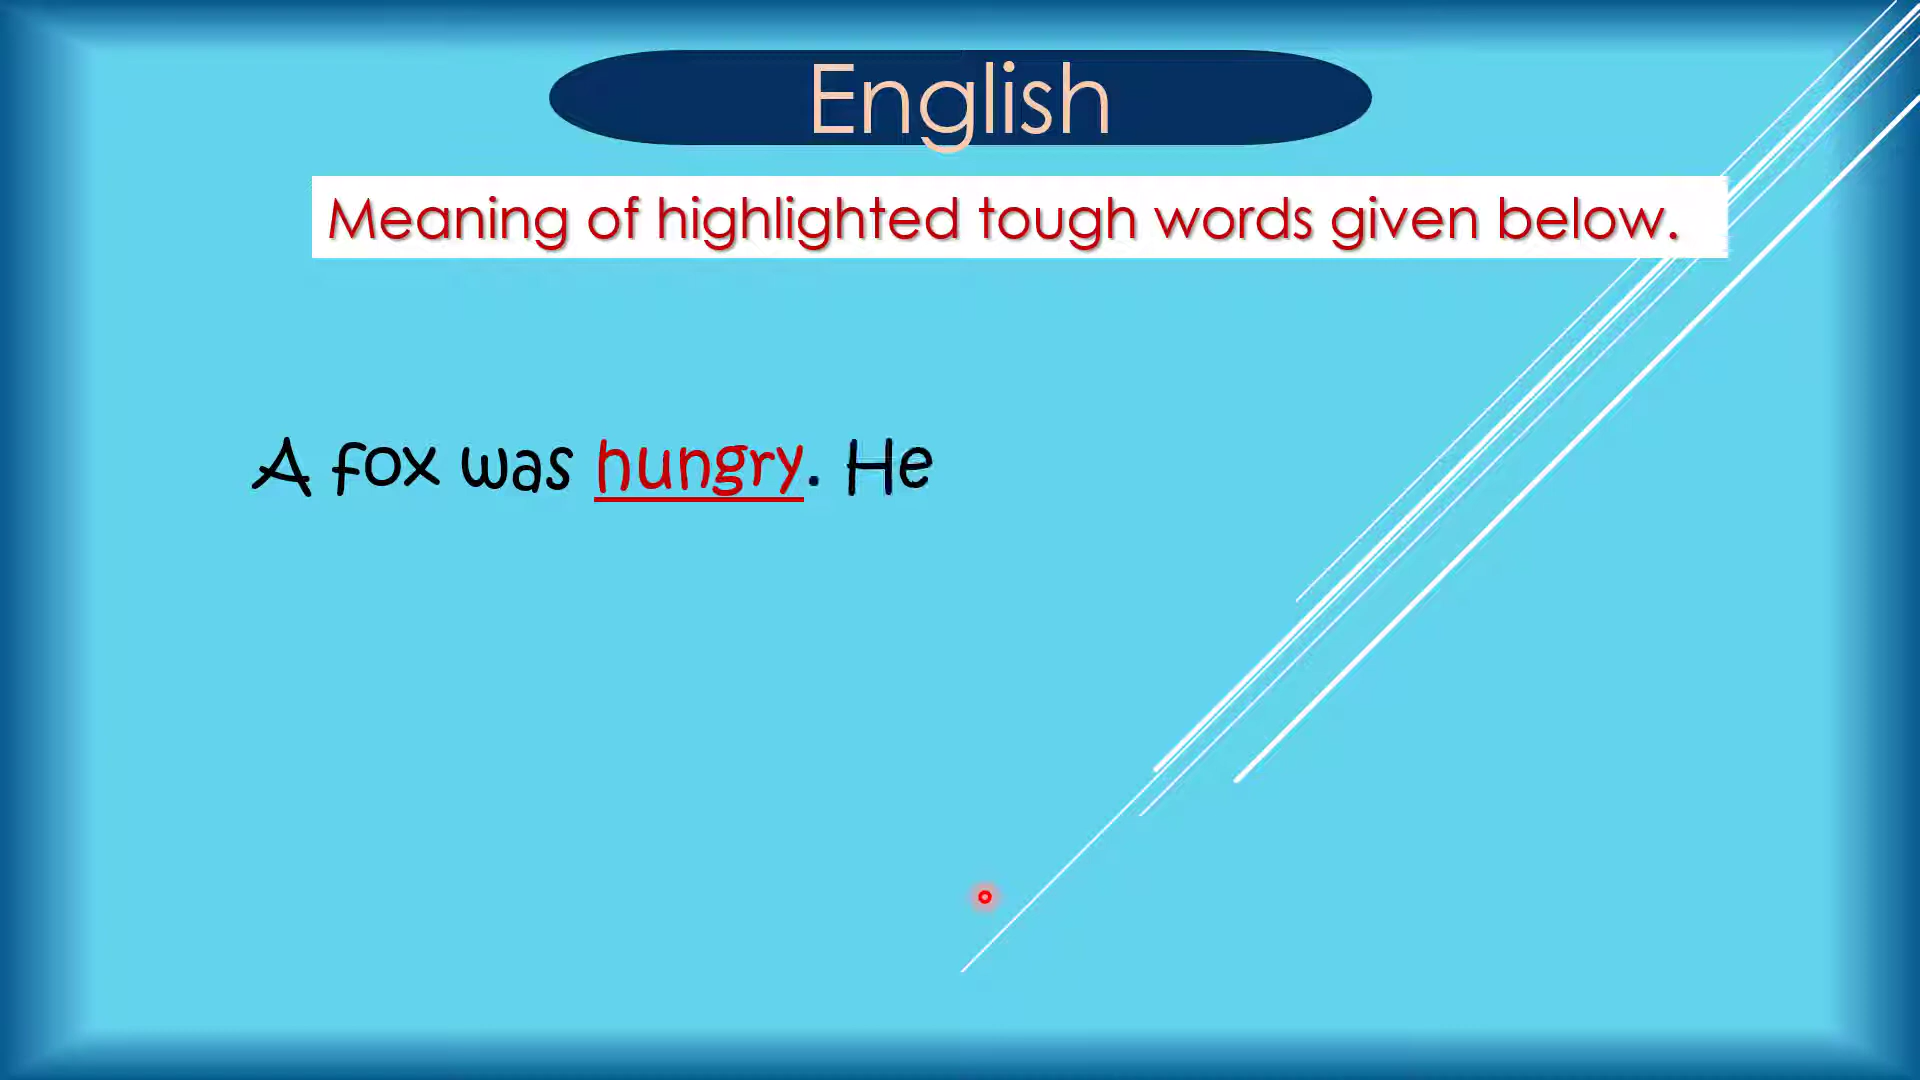 English
Meaning of highlighted tough words given below.
A fox was hungry. He